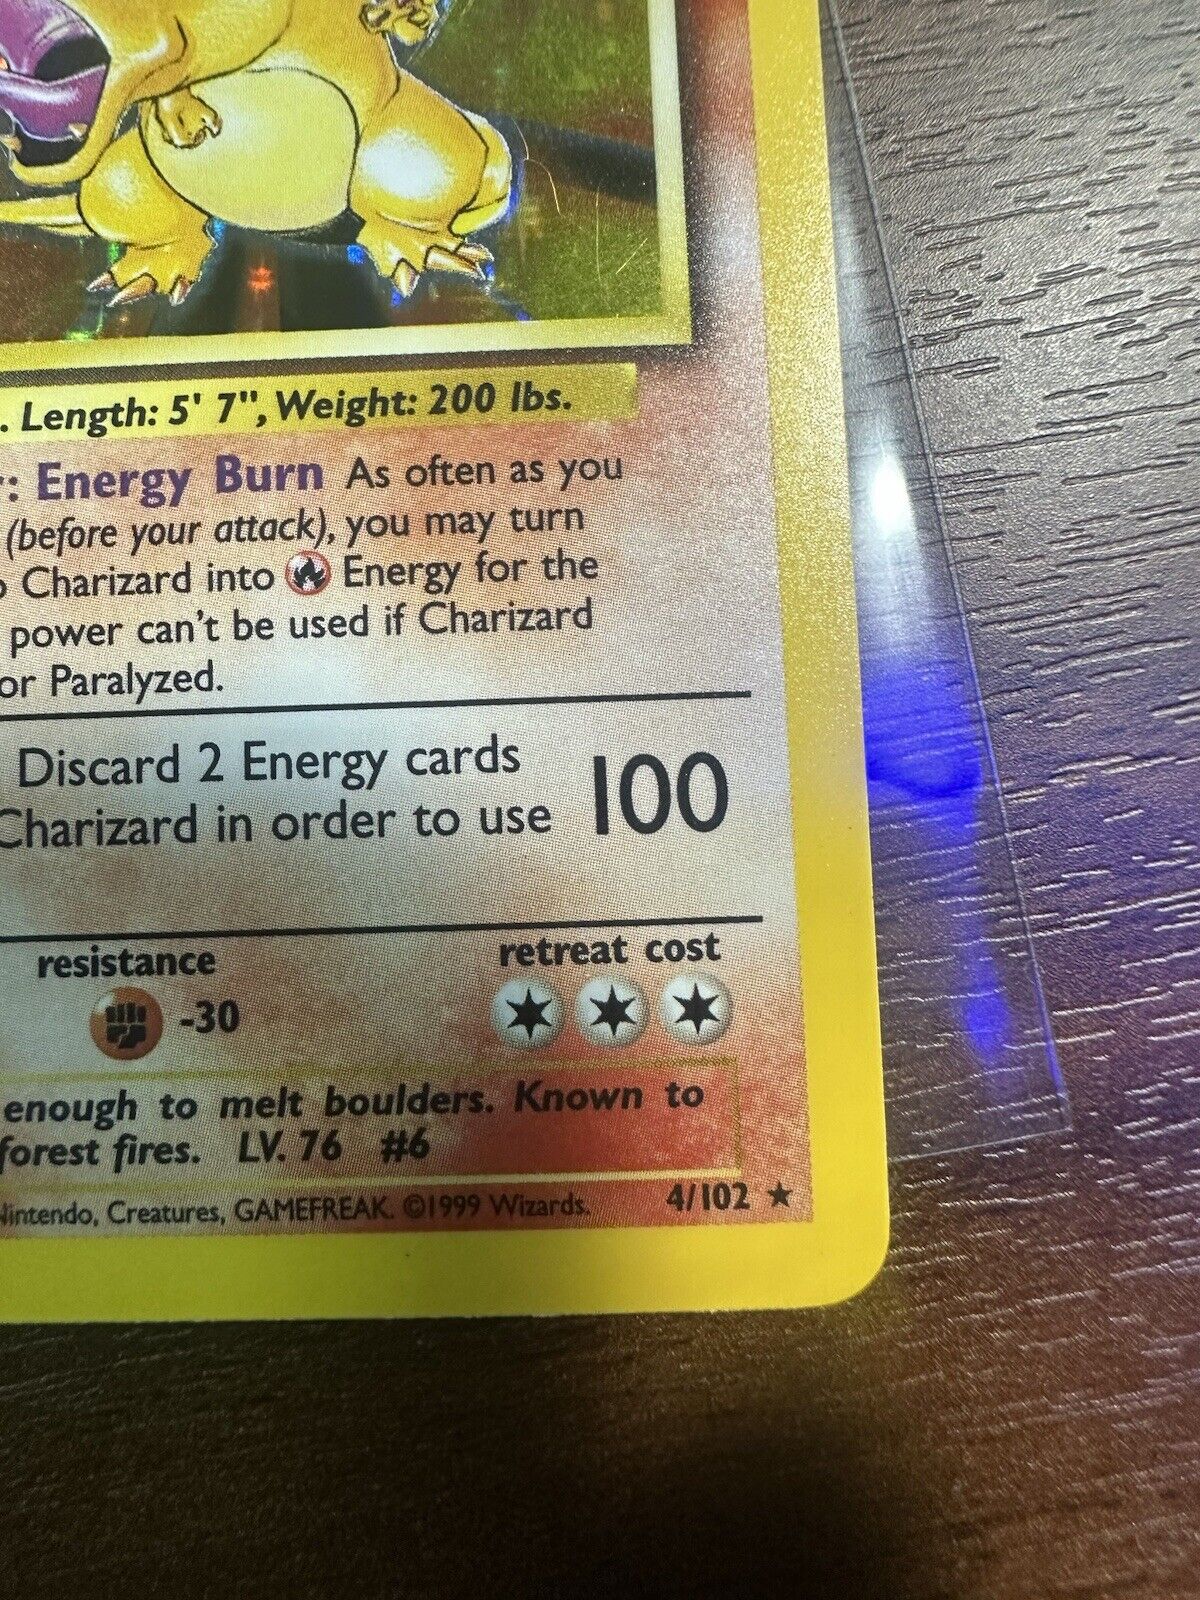 . Length: 5' 7", Weight: 200 lbs.
: Energy Burn As often as you
(before your attack), you may turn
Charizard into Energy for the
power can't be used if Charizard
or Paralyzed.
Discard 2 Energy cards
Charizard in order to use 100
resistance retreat cost
-30
enough to melt boulders. Known to
forest fires. LV. 76 #6
Nintendo, Creatures, GAMEFREAK. ©1999 Wizards. 4/102 ★